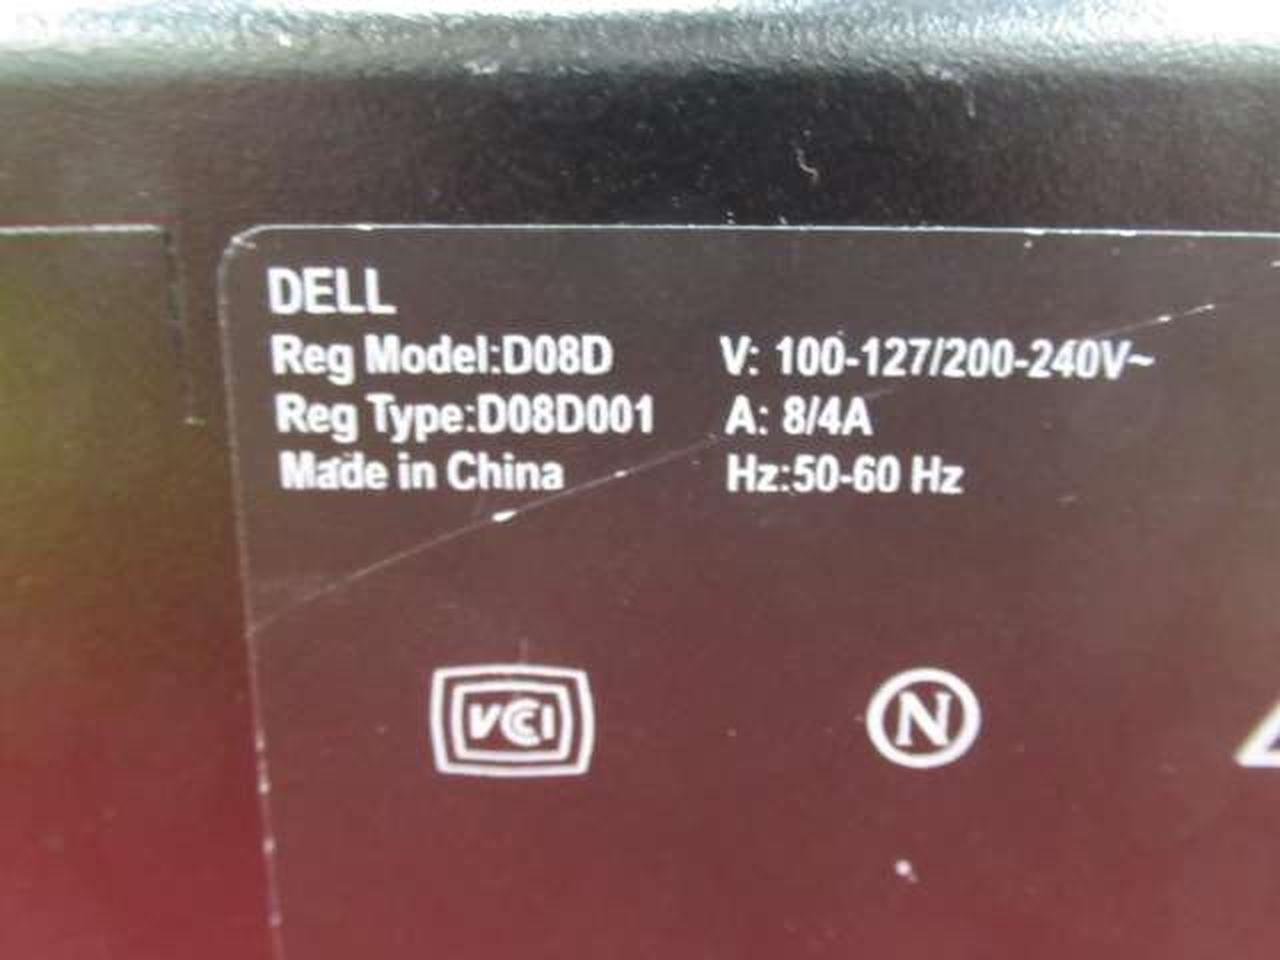 DELL
Reg Model:D08D
Reg Type:D08D001
Made in China
V: 100-127/200-240V~
A: 8/4A
Hz:50-60 Hz
VCCI
N